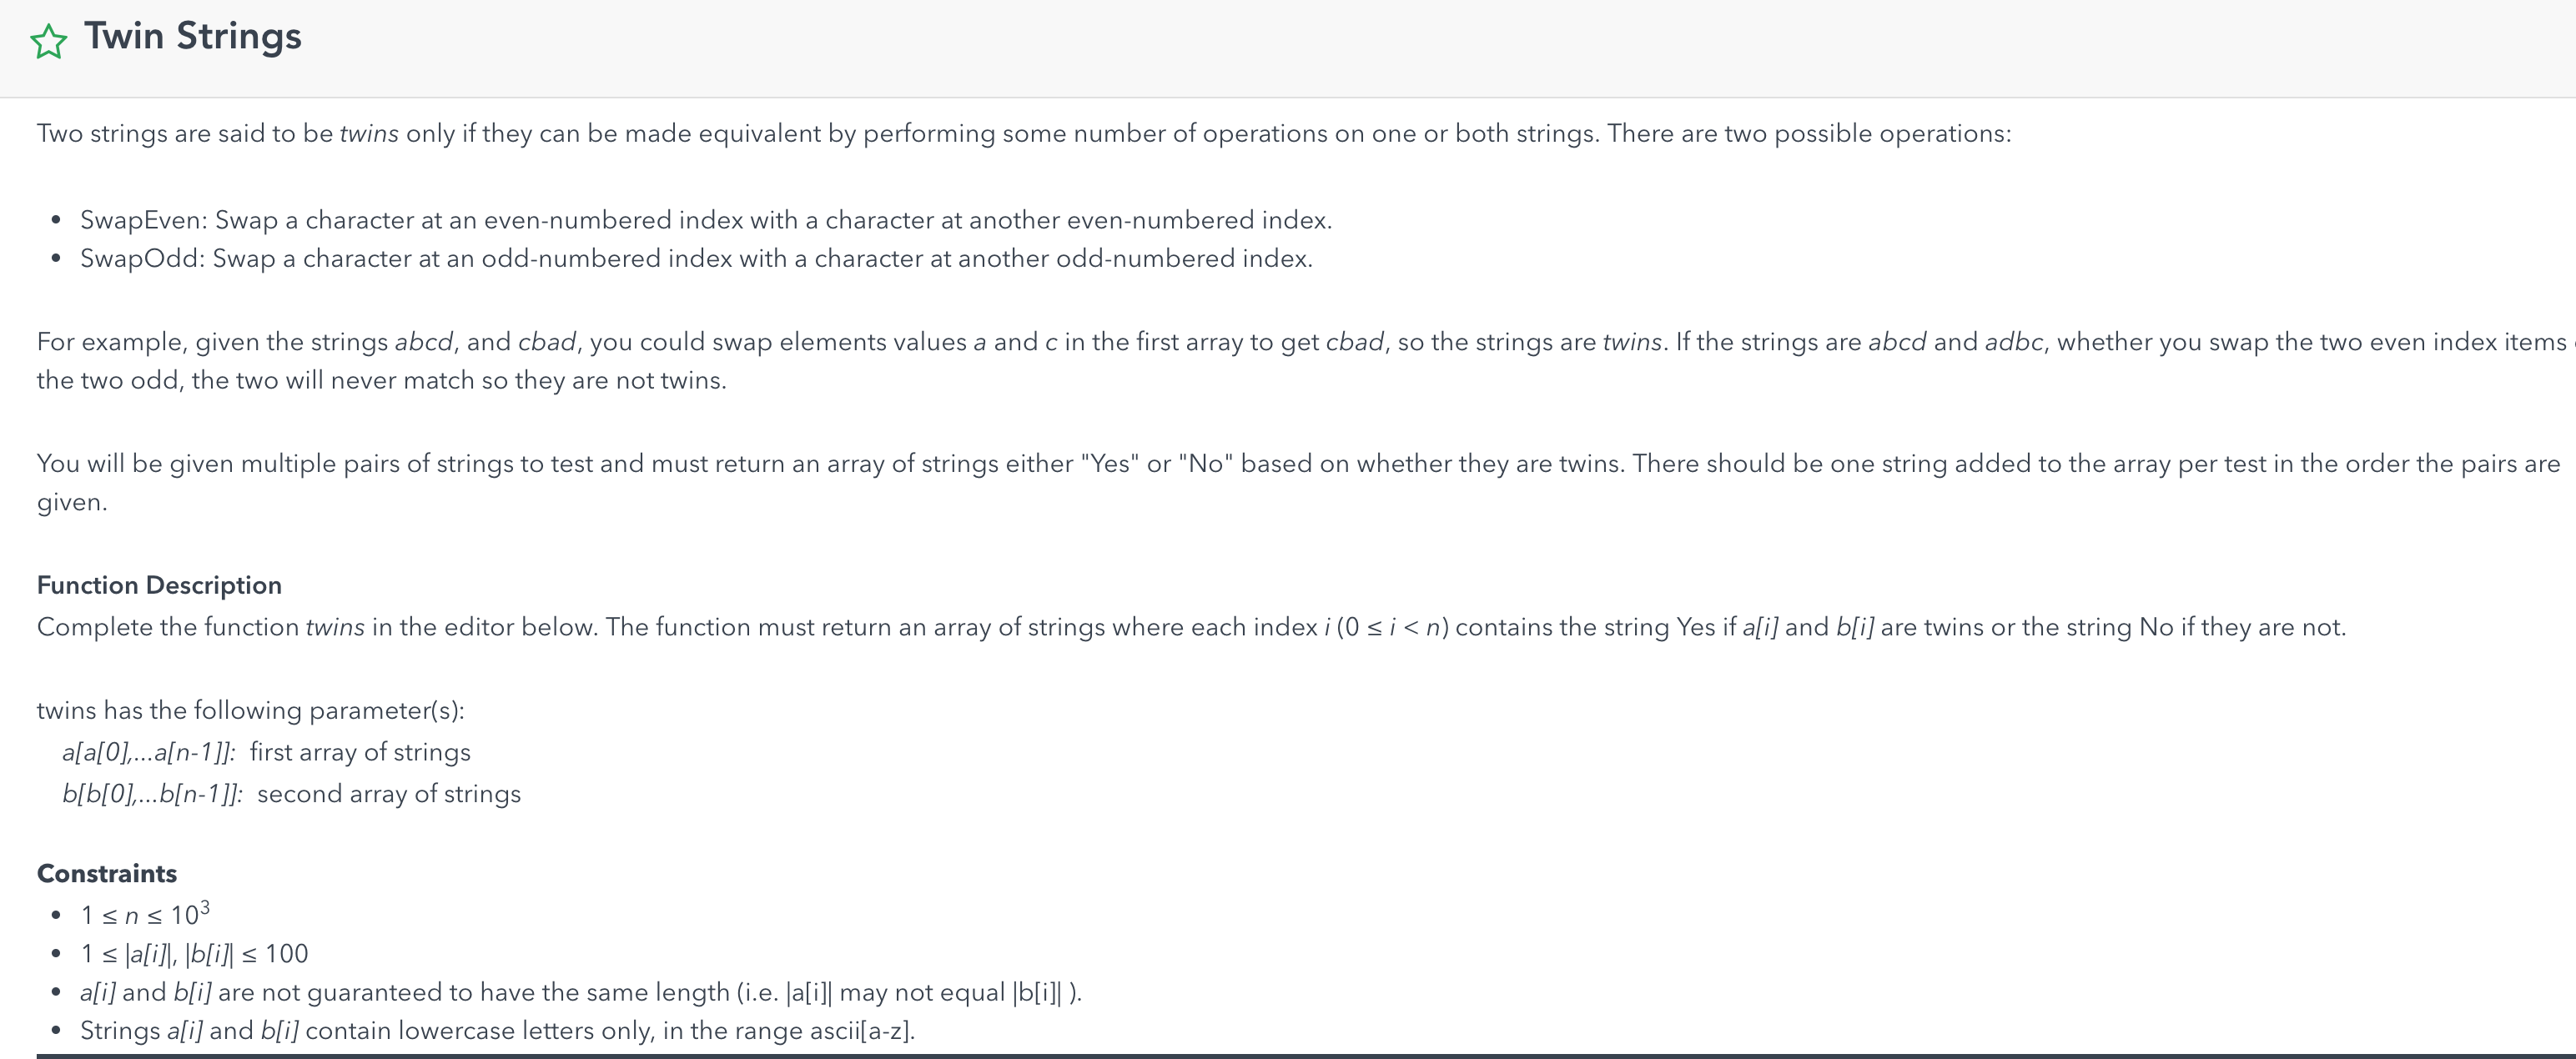 Twin Strings
Two strings are said to be twins only if they can be made equivalent by performing some number of operations on one or both strings. There are two possible operations:
• SwapEven: Swap a character at an even-numbered index with a character at another even-numbered index.
• SwapOdd: Swap a character at an odd-numbered index with a character at another odd-numbered index.
For example, given the strings abcd, and cbad, you could swap elements values a and c in the first array to get cbad, so the strings are twins. If the strings are abcd and adbc, whether you swap the two even index items
the two odd, the two will never match so they are not twins.
You will be given multiple pairs of strings to test and must return an array of strings either "Yes" or "No" based on whether they are twins. There should be one string added to the array per test in the order the pairs are
given.
Function Description
Complete the function twins in the editor below. The function must return an array of strings where each index i (0 ≤ i < n) contains the string Yes if a[i] and b[i] are twins or the string No if they are not.
twins has the following parameter(s):
a[a[0],...a[n-1]]: first array of strings
b[b[0],...b[n-1]]: second array of strings
Constraints
• 1 ≤ n ≤ 10³
• 1 ≤ |a[i]|, |b[i]| ≤ 100
• a[i] and b[i] are not guaranteed to have the same length (i.e. |a[i]| may not equal |b[i]| ).
• Strings a[i] and b[i] contain lowercase letters only, in the range ascii[a-z].